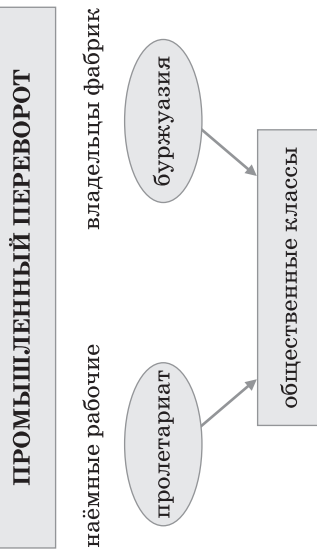 ПРОМЫШЛЕННЫЙ ПЕРЕВОРОТ
наёмные рабочие
владельцы фабрик
пролетариат
буржуазия
общественные классы